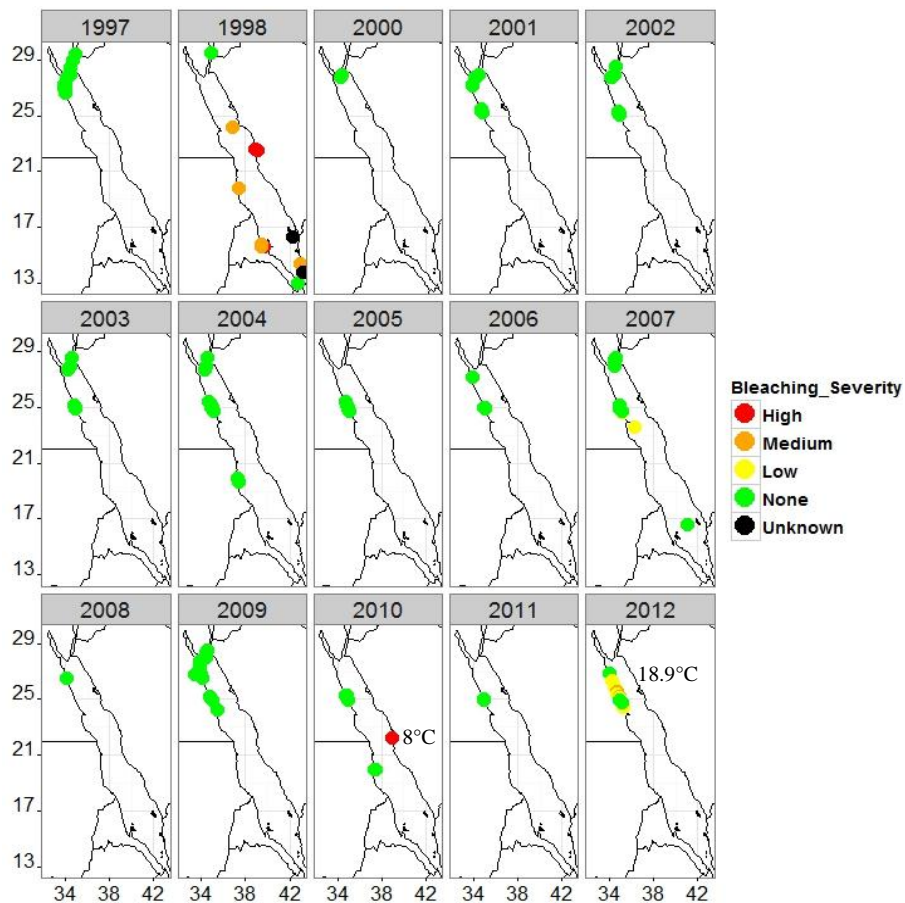 1997 1998 2000 2001 2002
29
25
21
17
13
2003 2004 2005 2006 2007
29
25
21
17
13
Bleaching_Severity
High
Medium
Low
None
Unknown
2008 2009 2010 2011 2012
29
25
21
17
13
18.9°C
8°C
34 38 42 34 38 42 34 38 42 34 38 42 34 38 42